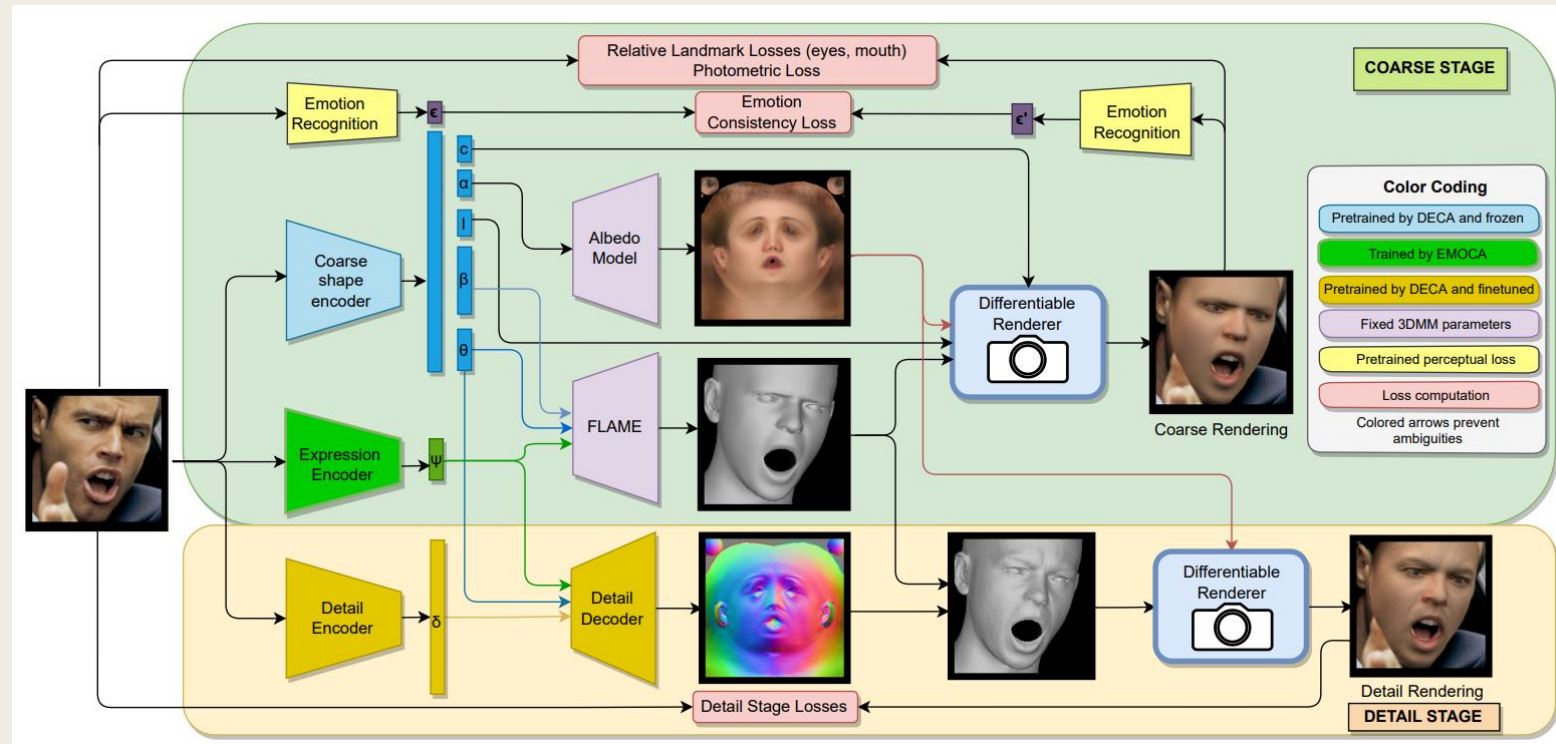 Relative Landmark Losses (eyes, mouth)
Photometric Loss
COARSE STAGE
Emotion
Recognition
ϵ
Emotion
Consistency Loss
ϵ'
Emotion
Recognition
c
α
l
β
θ
Coarse
shape
encoder
Albedo
Model
Differentiable
Renderer
Coarse Rendering
Color Coding
Pretrained by DECA and frozen
Trained by EMOCA
Pretrained by DECA and finetuned
Fixed 3DMM parameters
Pretrained perceptual loss
Loss computation
Colored arrows prevent
ambiguities
Expression
Encoder
ψ
FLAME
Detail
Encoder
δ
Detail
Decoder
Differentiable
Renderer
Detail Rendering
Detail Stage Losses
DETAIL STAGE